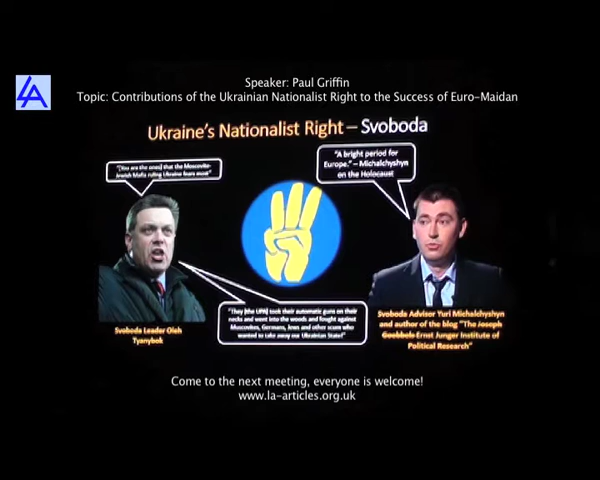 LA
Speaker: Paul Griffin
Topic: Contributions of the Ukrainian Nationalist Right to the Success of Euro-Maidan
Ukraine's Nationalist Right – Svoboda
"[You are the ones] that the Moscovite-
Jewish Mafia ruling Ukraine fears most"
"A bright period for
Europe." – Michalchyshyn
on the Holocaust
"They [the UPA] took their automatic guns on their
necks and went into the woods and fought against
Muscovites, Germans, Jews and other scum who
wanted to take away our Ukrainian State!"
Svoboda Leader Oleh
Tyanybok
Svoboda Advisor Yuri Michalchyshyn
and author of the blog "The Joseph
Goebbels Ernst Junger Institute of
Political Research"
Come to the next meeting, everyone is welcome!
www.la-articles.org.uk